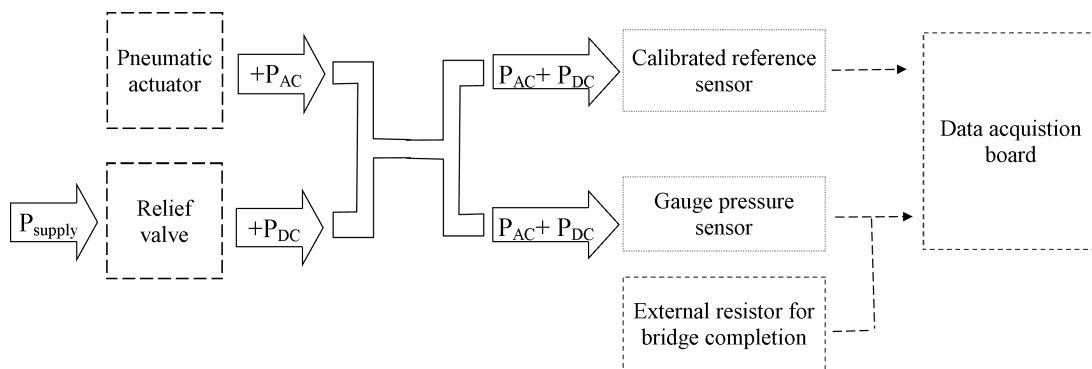 Pneumatic
actuator
+P_AC
P_AC+ P_DC
Calibrated reference
sensor
Data acquistion
board
P_supply
Relief
valve
+P_DC
P_AC+ P_DC
Gauge pressure
sensor
External resistor for
bridge completion